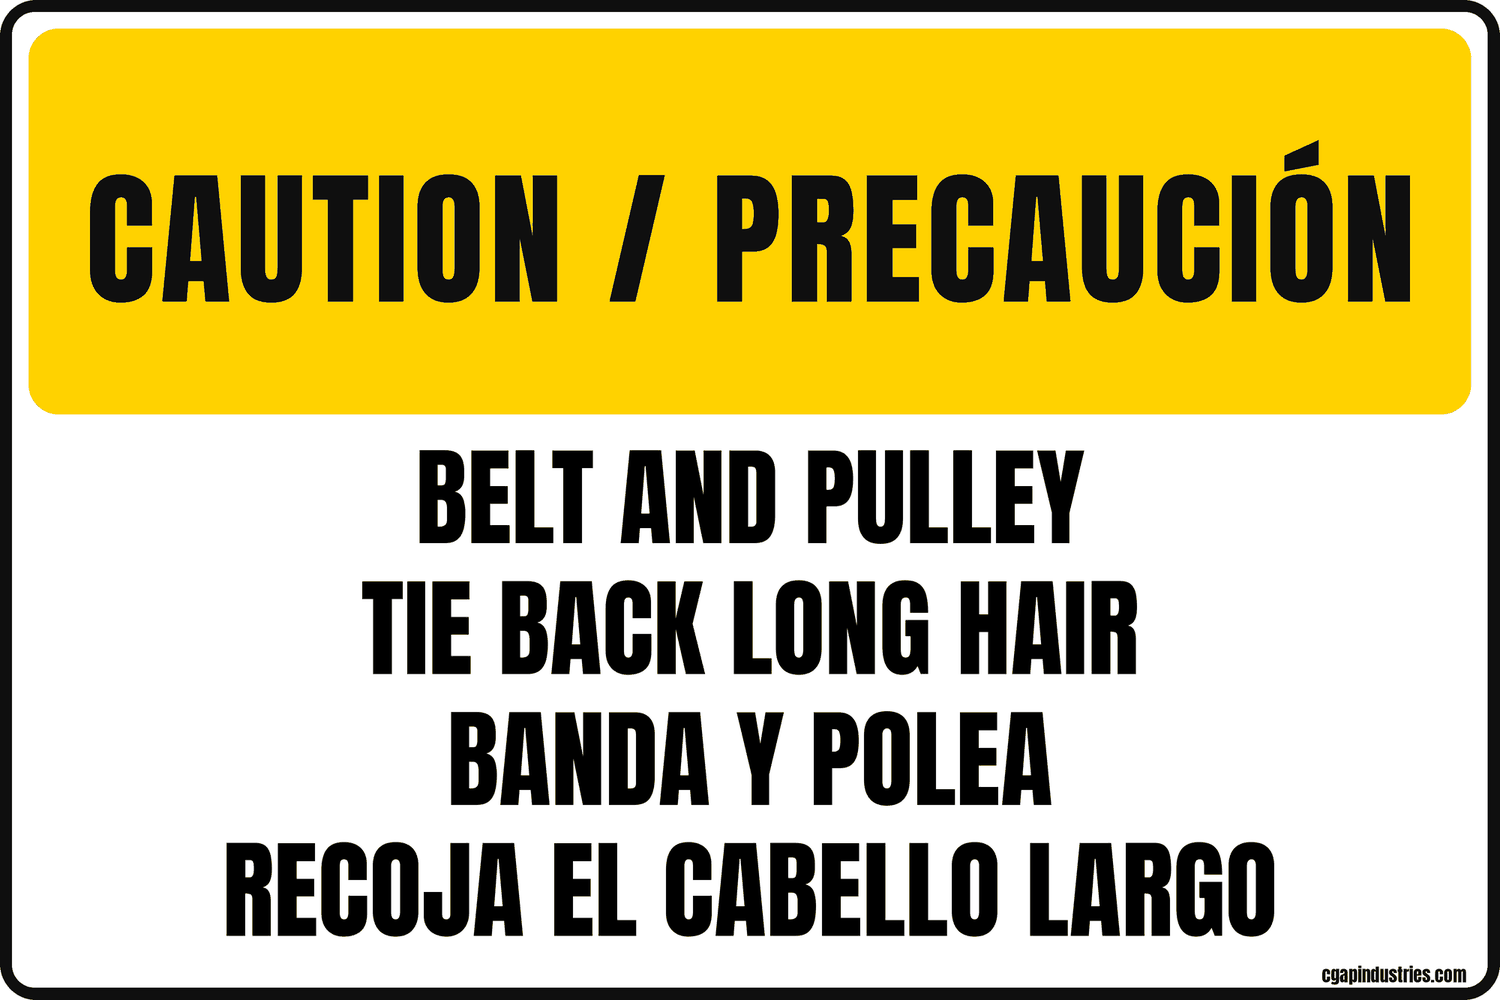 CAUTION / PRECAUCIÓN
BELT AND PULLEY
TIE BACK LONG HAIR
BANDA Y POLEA
RECOJA EL CABELLO LARGO
cgapindustries.com